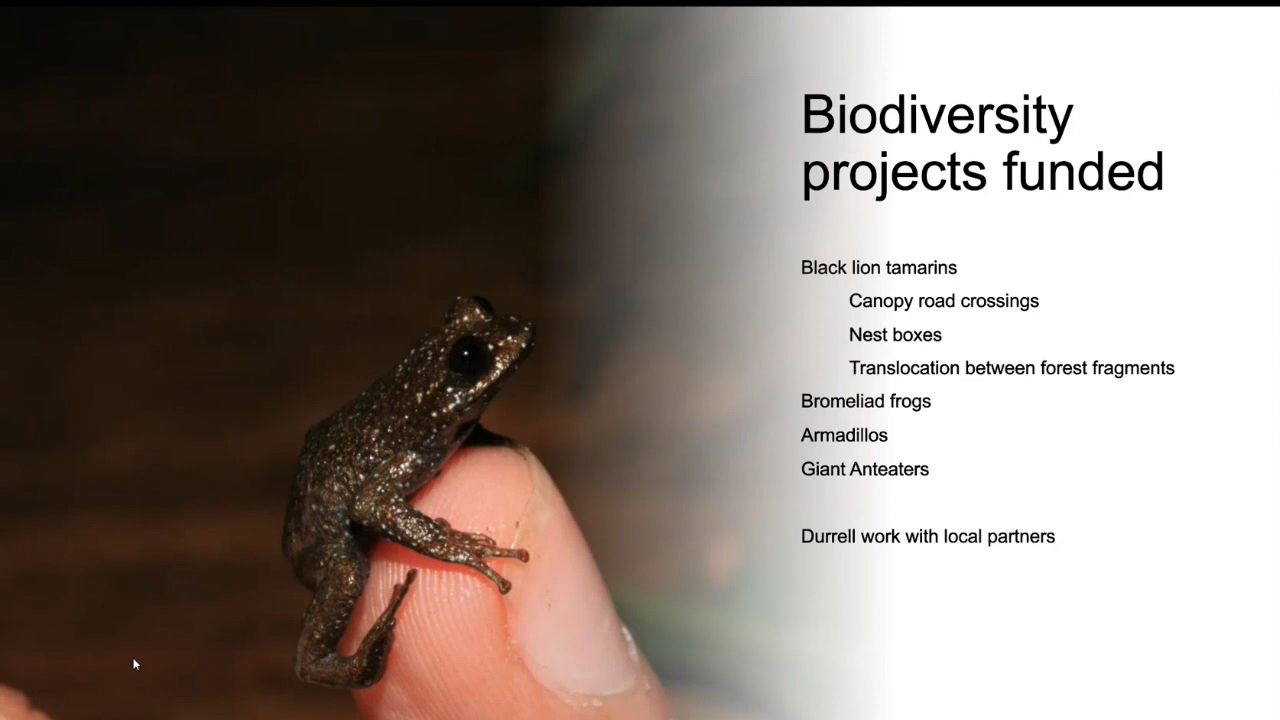 Biodiversity
projects funded
Black lion tamarins
Canopy road crossings
Nest boxes
Translocation between forest fragments
Bromeliad frogs
Armadillos
Giant Anteaters
Durrell work with local partners